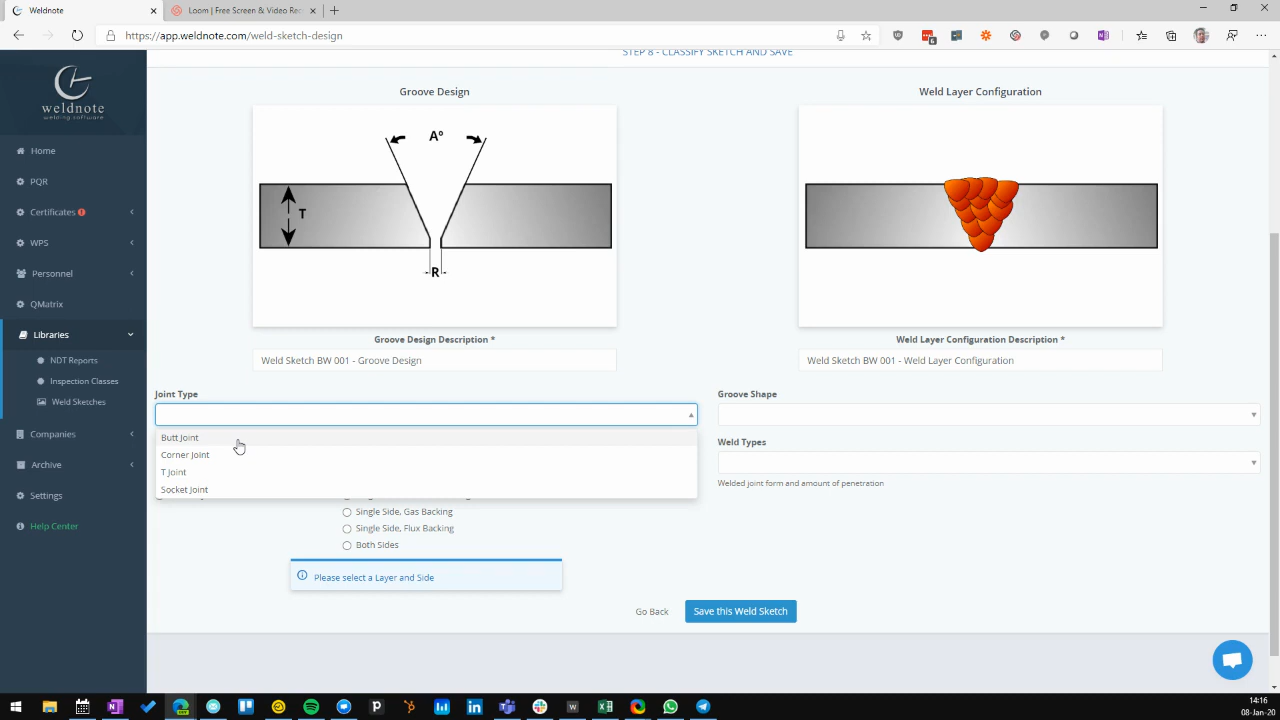 Weldnote
Loom | Free Screen & Video Rec
https://app.weldnote.com/weld-sketch-design
6
weldnote
welding.software
Home
PQR
Certificates
WPS
Personnel
QMatrix
Libraries
NDT Reports
Inspection Classes
Weld Sketches
Companies
Archive
Settings
Help Center
STEP 8 - CLASSIFY SKETCH AND SAVE
Groove Design
Weld Layer Configuration
Aº
T
R
Groove Design Description *
Weld Layer Configuration Description *
Weld Sketch BW 001 - Groove Design
Weld Sketch BW 001 - Weld Layer Configuration
Joint Type
Groove Shape
Butt Joint
Corner Joint
T Joint
Socket Joint
Weld Types
Welded joint form and amount of penetration
Single Side, Gas Backing
Single Side, Flux Backing
Both Sides
Please select a Layer and Side
Go Back
Save this Weld Sketch
14:16
08-Jan-20